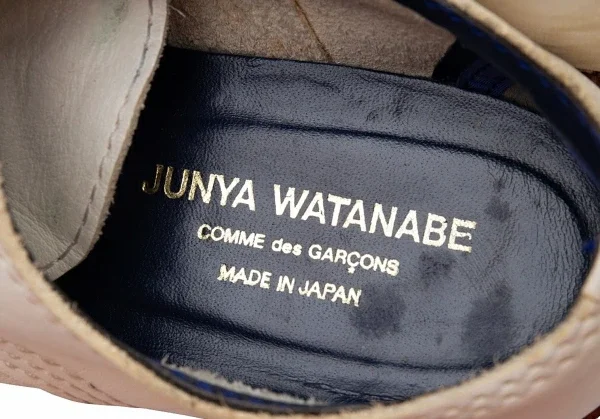 JUNYA WATANABE
COMME des GARÇONS
MADE IN JAPAN